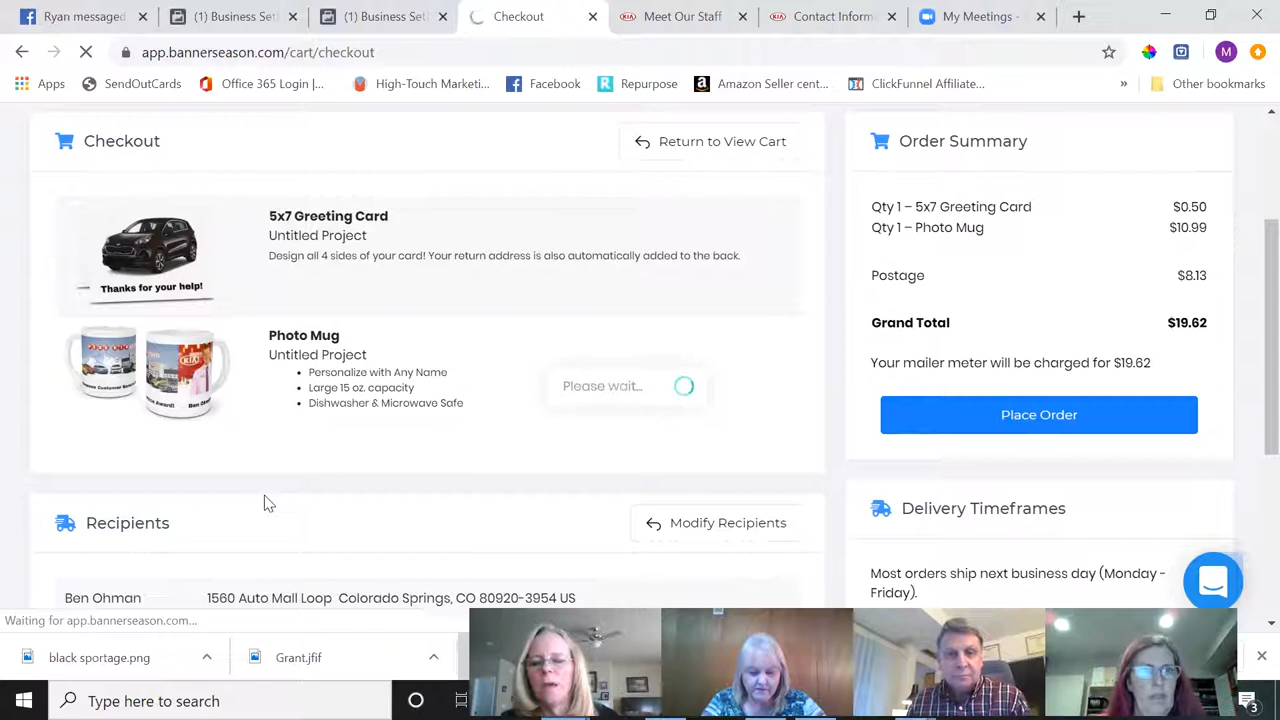 Ryan messaged
(1) Business Set
(1) Business Set
Checkout
Meet Our Staff
Contact Inform
My Meetings -
app.bannerseason.com/cart/checkout
M
Apps
SendOutCards
Office 365 Login |...
High-Touch Marketi...
Facebook
Repurpose
Amazon Seller cent...
ClickFunnel Affiliate...
»
Other bookmarks
Checkout
Return to View Cart
Order Summary
Thanks for your help!
5x7 Greeting Card
Untitled Project
Design all 4 sides of your card! Your return address is also automatically added to the back.
Qty 1 – 5x7 Greeting Card $0.50
Qty 1 – Photo Mug $10.99
Postage $8.13
Grand Total $19.62
Your mailer meter will be charged for $19.62
Place Order
Photo Mug
Untitled Project
• Personalize with Any Name
• Large 15 oz. capacity
• Dishwasher & Microwave Safe
Please wait...
Recipients
Modify Recipients
Ben Ohman 1560 Auto Mall Loop Colorado Springs, CO 80920-3954 US
Delivery Timeframes
Most orders ship next business day (Monday -
Friday).
Waiting for app.bannerseason.com...
black sportage.png
Grant.jfif
Type here to search
3